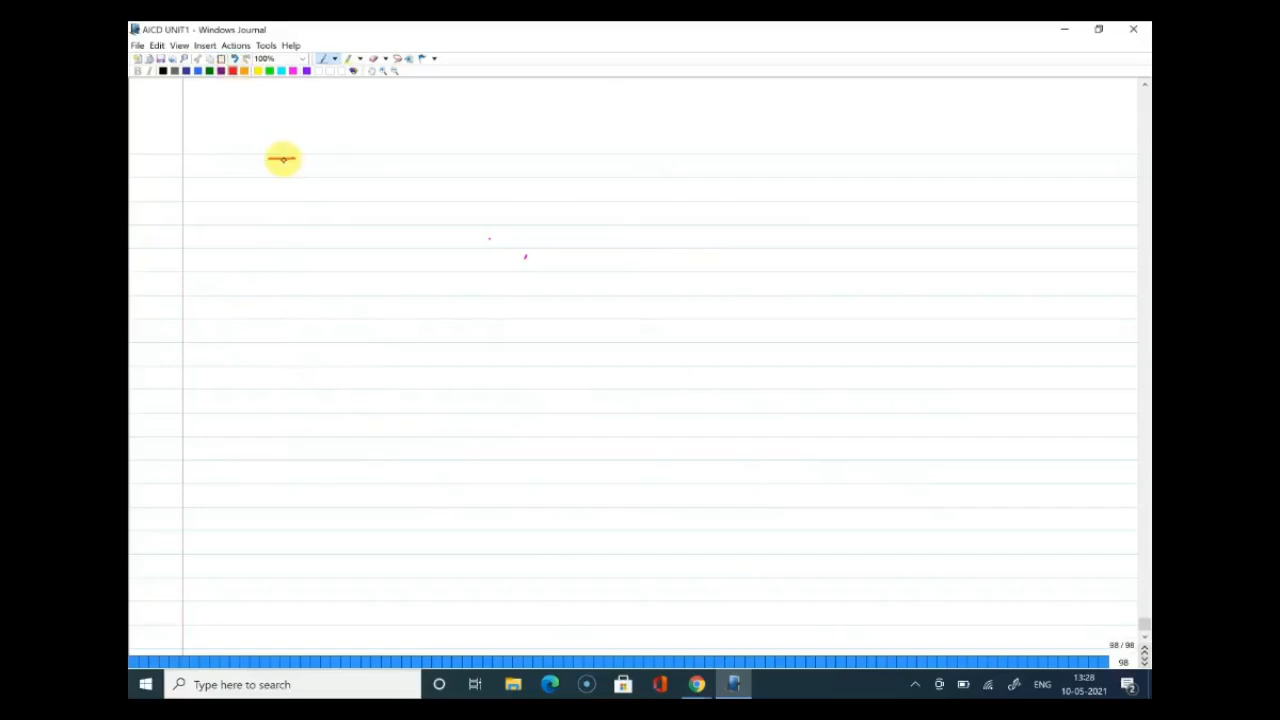 AICD UNIT1 - Windows Journal
File Edit View Insert Actions Tools Help
100%
B I
98 / 98
98
Type here to search
ENG
13:28
10-05-2021
2